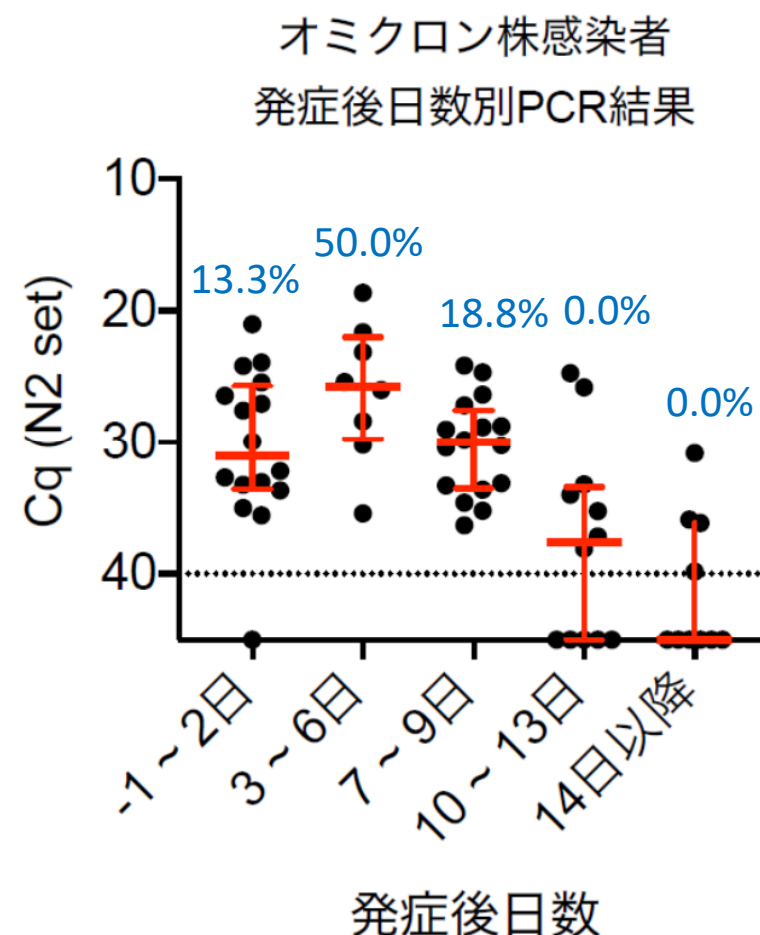 オミクロン株感染者
発症後日数別PCR結果
Cq (N2 set)
10
20
30
40
13.3%
50.0%
18.8%
0.0%
0.0%
-1～2日
3～6日
7～9日
10～13日
14日以降
発症後日数